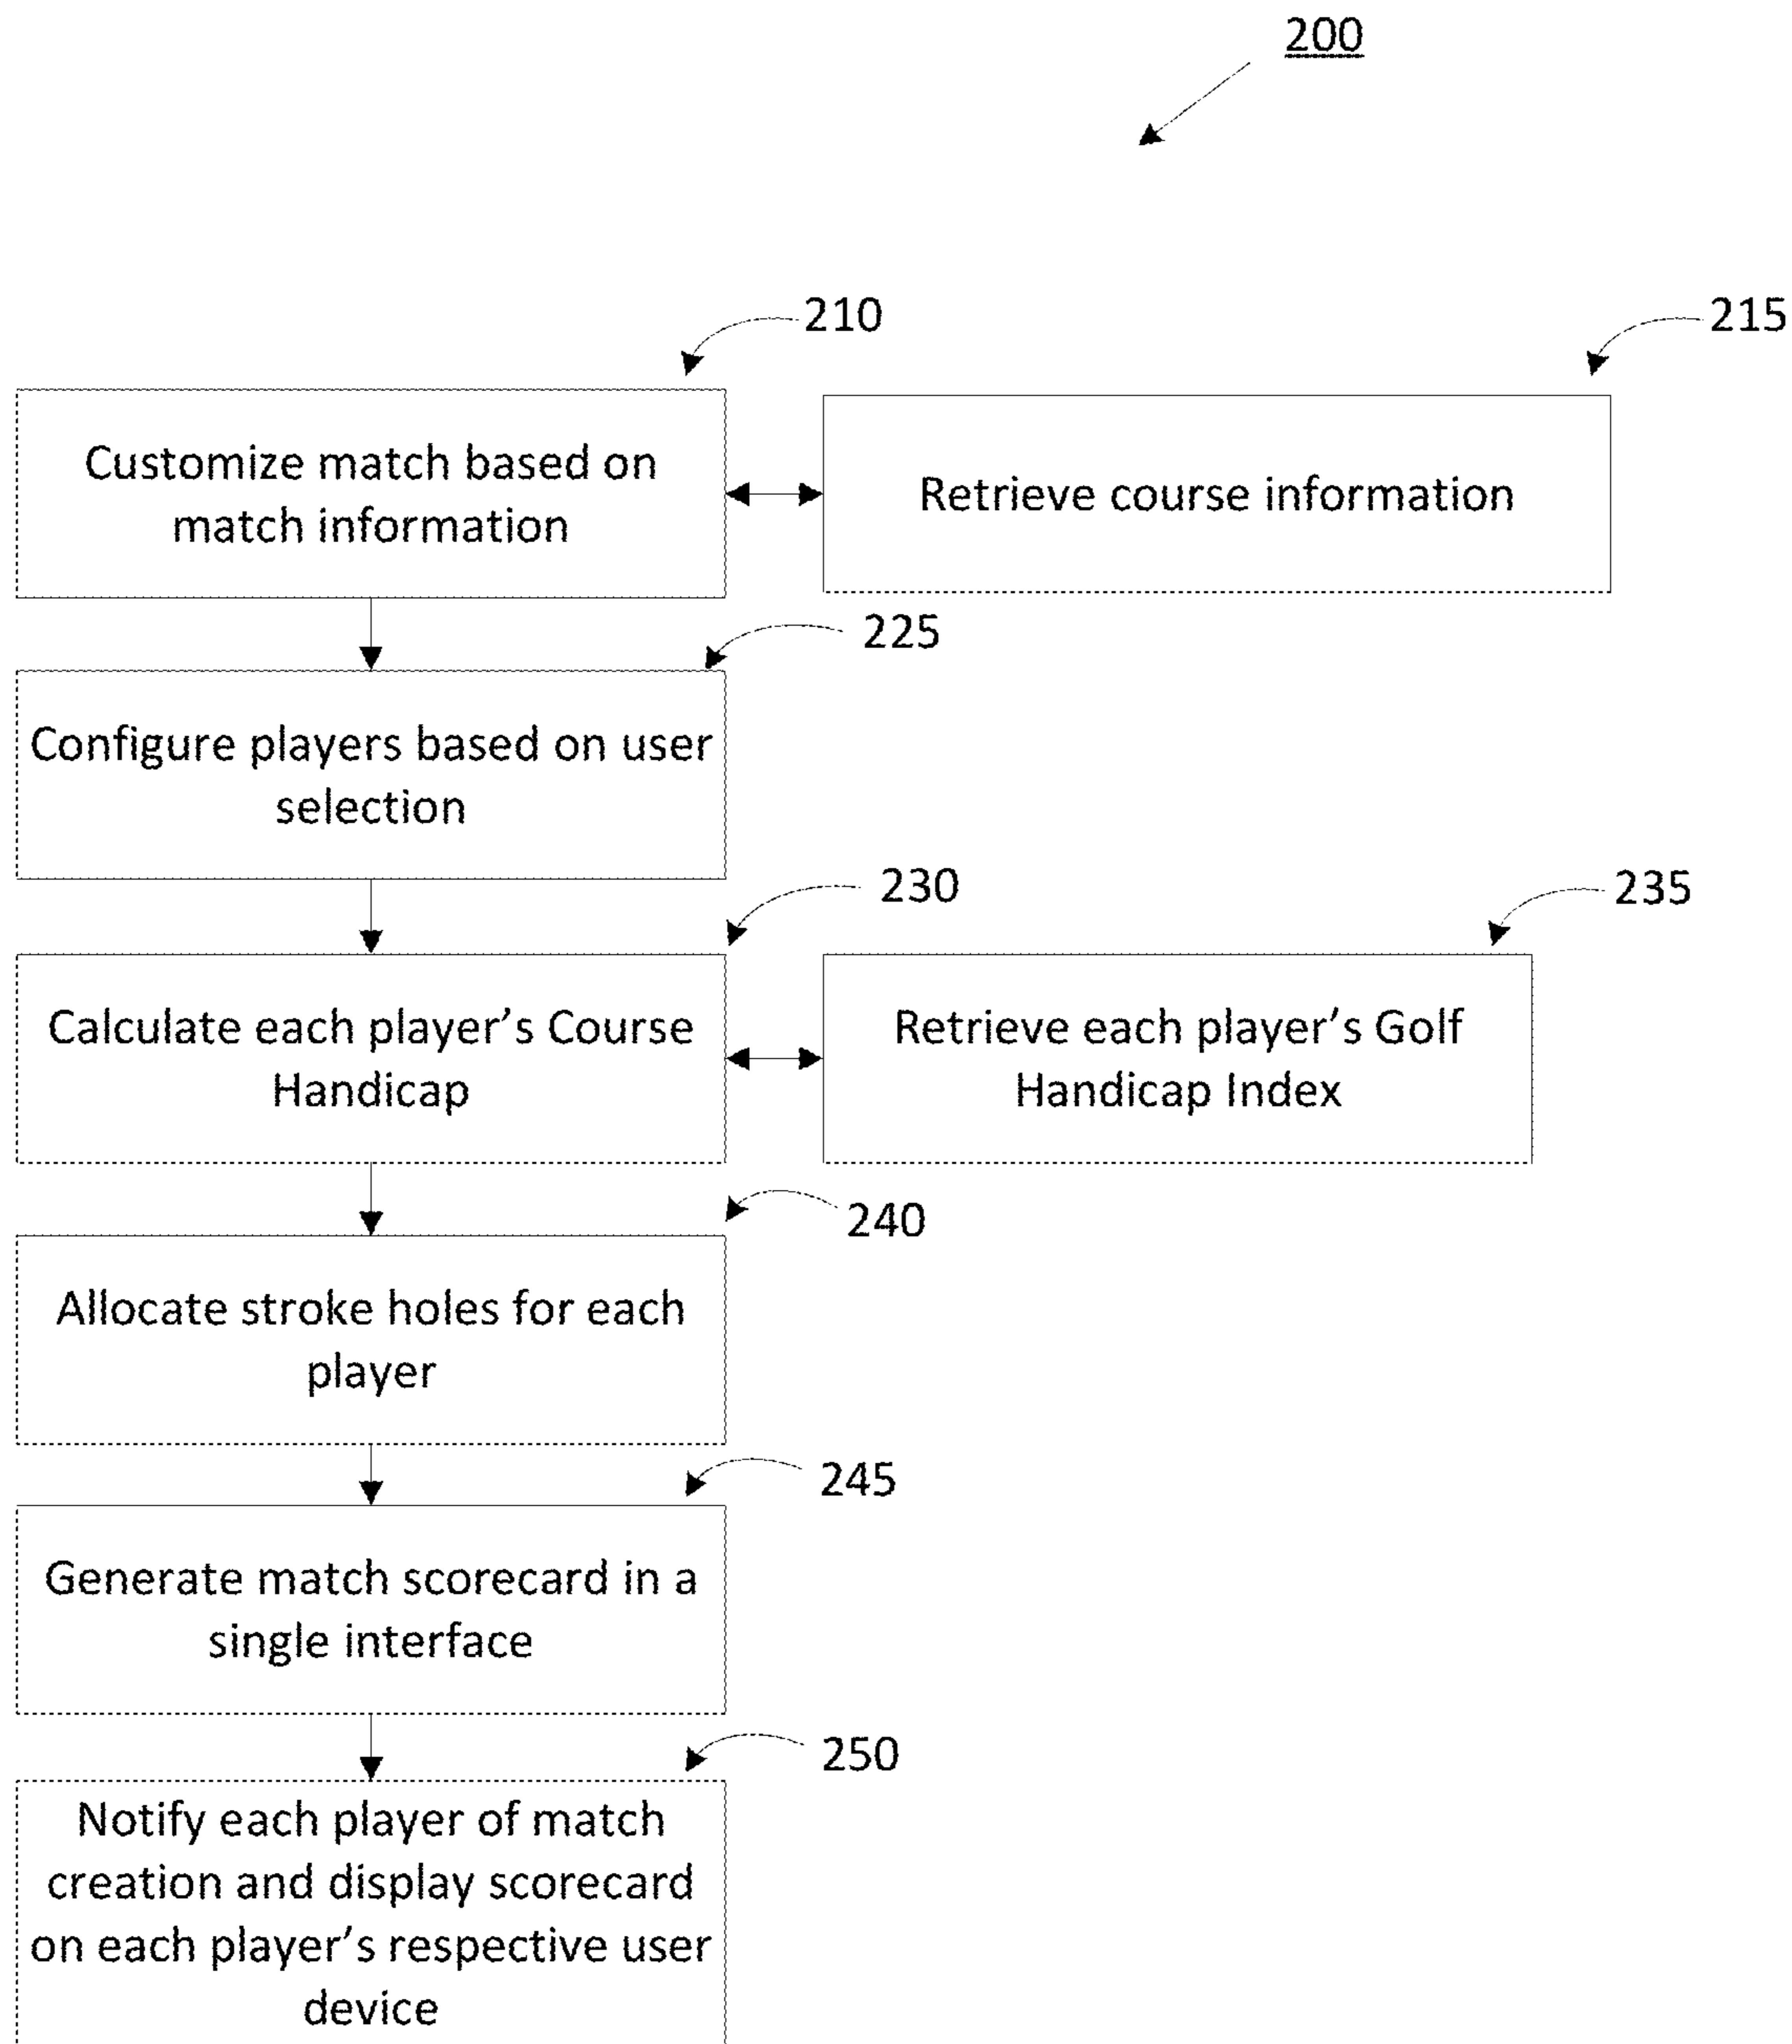 200
210
215
Customize match based on
match information
Retrieve course information
225
Configure players based on user
selection
230
235
Calculate each player’s Course
Handicap
Retrieve each player’s Golf
Handicap Index
240
Allocate stroke holes for each
player
245
Generate match scorecard in a
single interface
250
Notify each player of match
creation and display scorecard
on each player’s respective user
device